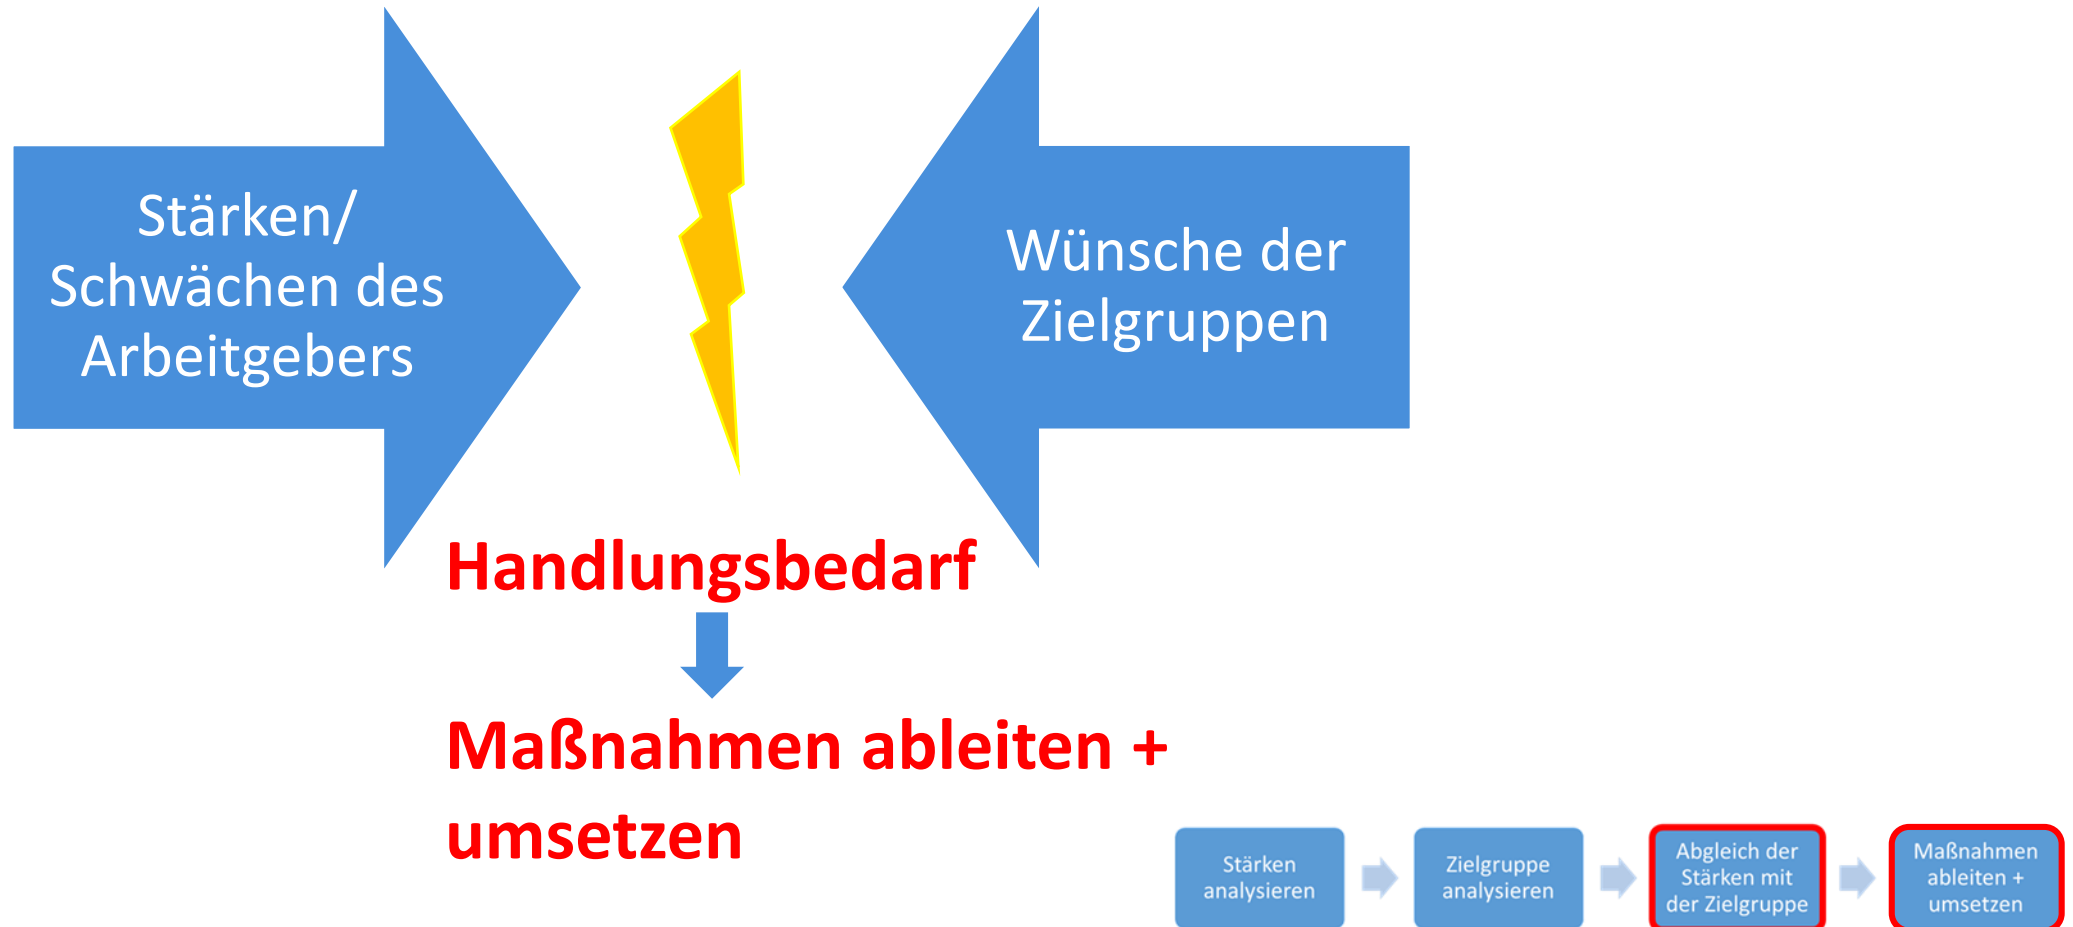 Stärken/
Schwächen des
Arbeitgebers
Wünsche der
Zielgruppen
Handlungsbedarf
Maßnahmen ableiten +
umsetzen
Stärken
analysieren
Zielgruppe
analysieren
Abgleich der
Stärken mit
der Zielgruppe
Maßnahmen
ableiten +
umsetzen